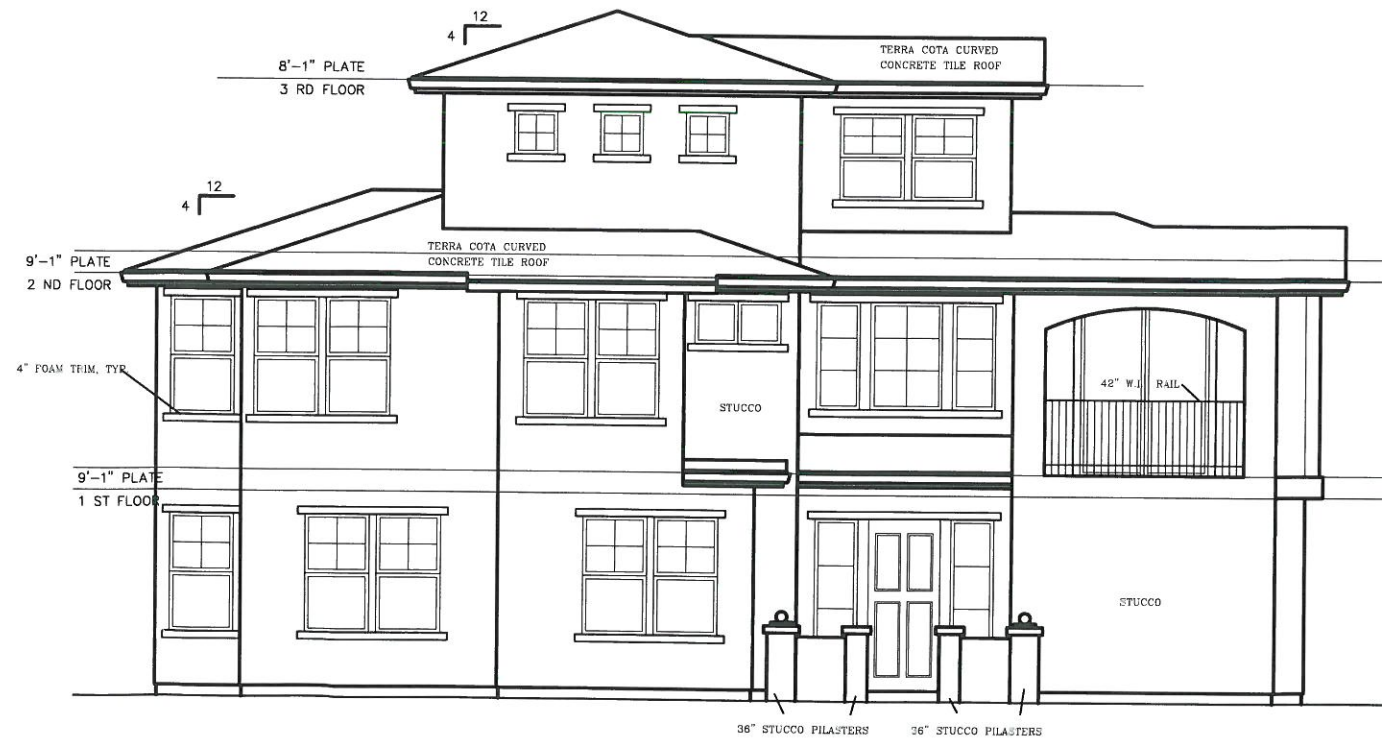 12
4
8'-1" PLATE
3 RD FLOOR
TERRA COTA CURVED
CONCRETE TILE ROOF
12
4
9'-1" PLATE
2 ND FLOOR
TERRA COTA CURVED
CONCRETE TILE ROOF
4" FOAM TRIM, TYP.
STUCCO
42" W.I. RAIL
9'-1" PLATE
1 ST FLOOR
STUCCO
36" STUCCO PILASTERS
36" STUCCO PILASTERS